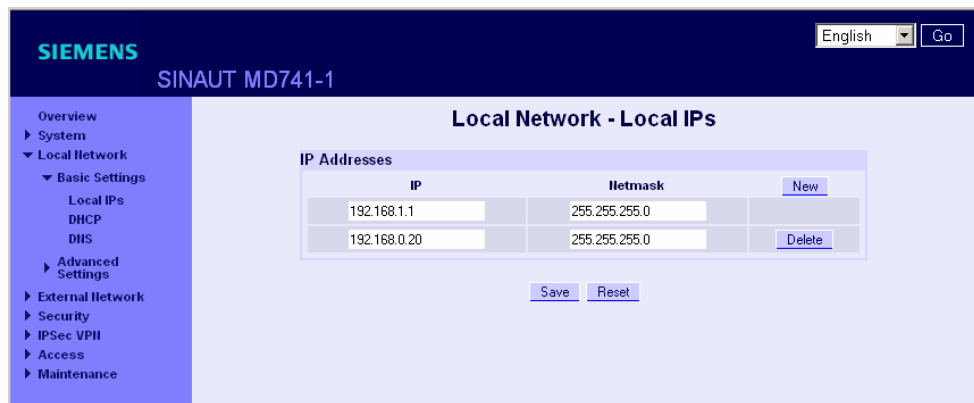 English
Go
SIEMENS
SINAUT MD741-1
Overview
System
Local Network
Basic Settings
Local IPs
DHCP
DNS
Advanced
Settings
External Network
Security
IPSec VPN
Access
Maintenance
Local Network - Local IPs
IP Addresses
IP Netmask New
192.168.1.1 255.255.255.0
192.168.0.20 255.255.255.0 Delete
Save Reset